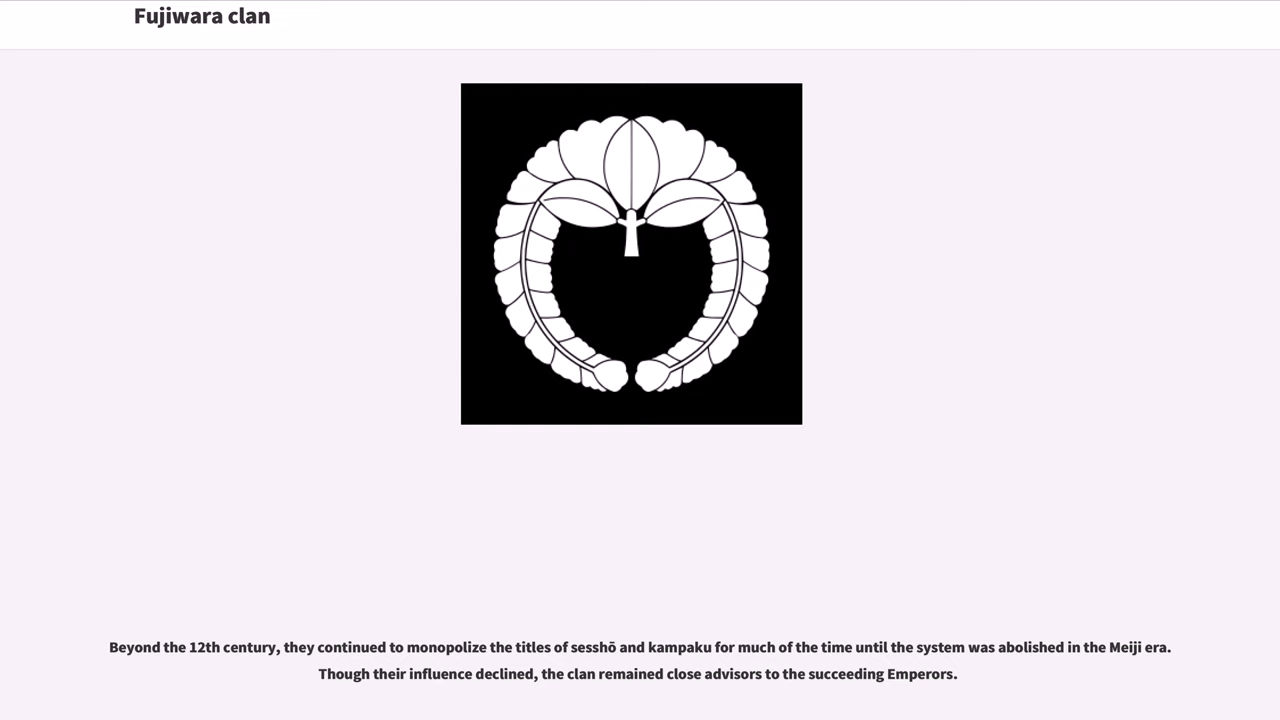 Fujiwara clan
Beyond the 12th century, they continued to monopolize the titles of sesshō and kampaku for much of the time until the system was abolished in the Meiji era.
Though their influence declined, the clan remained close advisors to the succeeding Emperors.